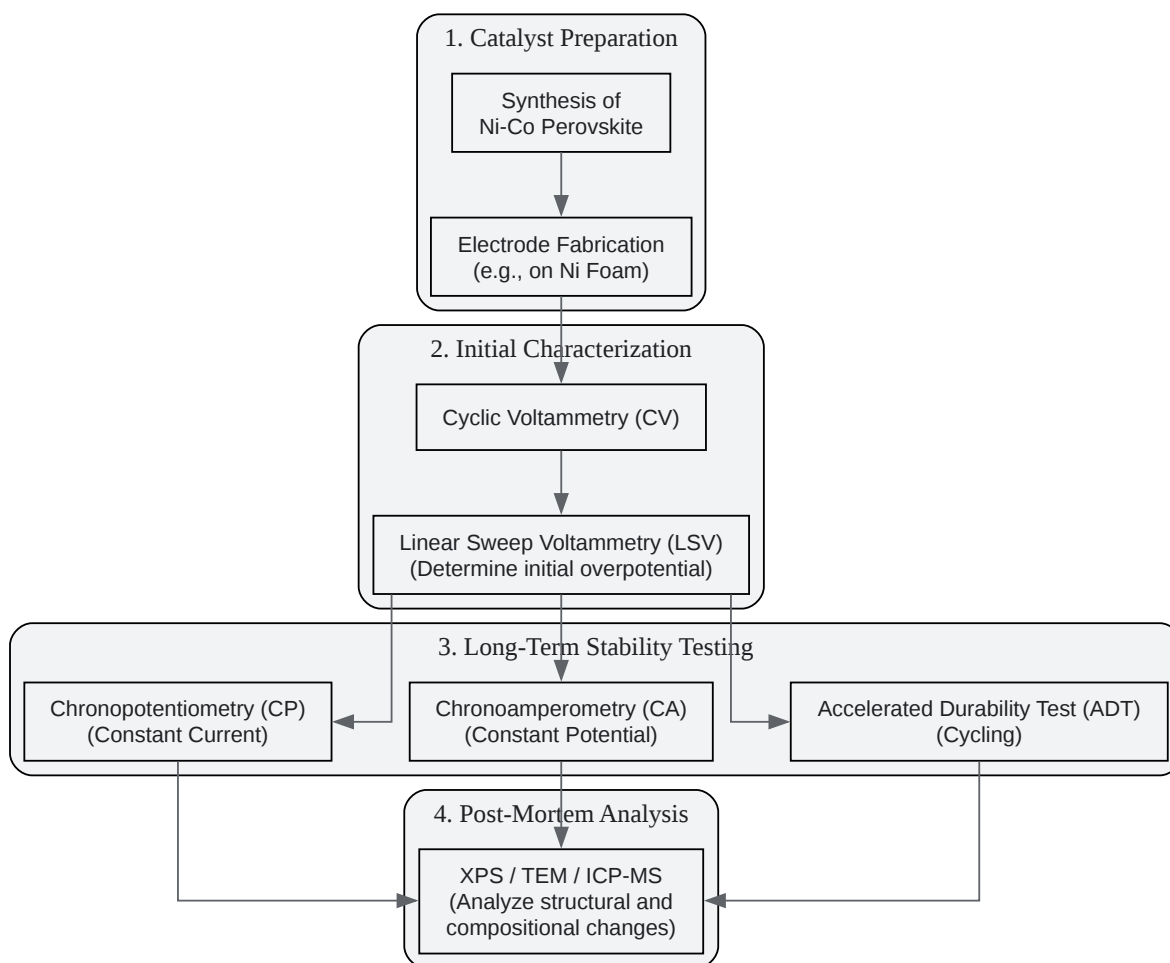 1. Catalyst Preparation
Synthesis of
Ni-Co Perovskite
Electrode Fabrication
(e.g., on Ni Foam)
2. Initial Characterization
Cyclic Voltammetry (CV)
Linear Sweep Voltammetry (LSV)
(Determine initial overpotential)
3. Long-Term Stability Testing
Chronopotentiometry (CP)
(Constant Current)
Chronoamperometry (CA)
(Constant Potential)
Accelerated Durability Test (ADT)
(Cycling)
4. Post-Mortem Analysis
XPS / TEM / ICP-MS
(Analyze structural and
compositional changes)